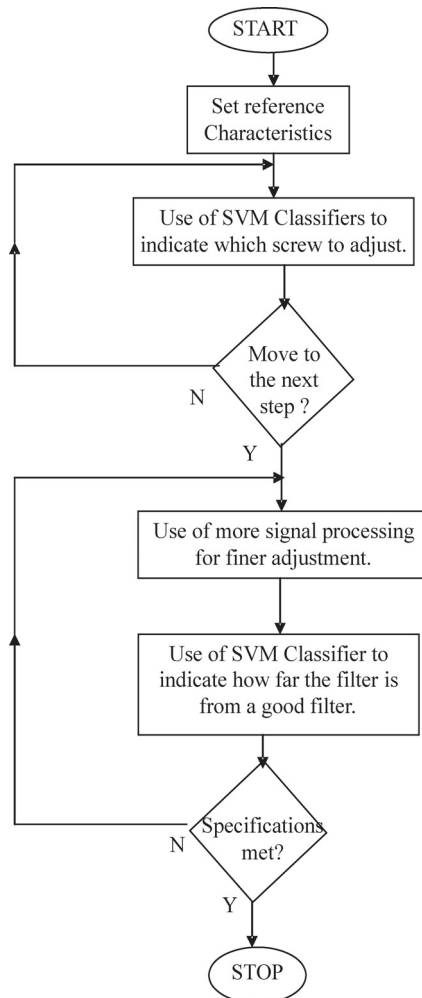 START
Set reference
Characteristics
Use of SVM Classifiers to
indicate which screw to adjust.
Move to
the next
step ?
N
Y
Use of more signal processing
for finer adjustment.
Use of SVM Classifier to
indicate how far the filter is
from a good filter.
Specifications
met?
N
Y
STOP